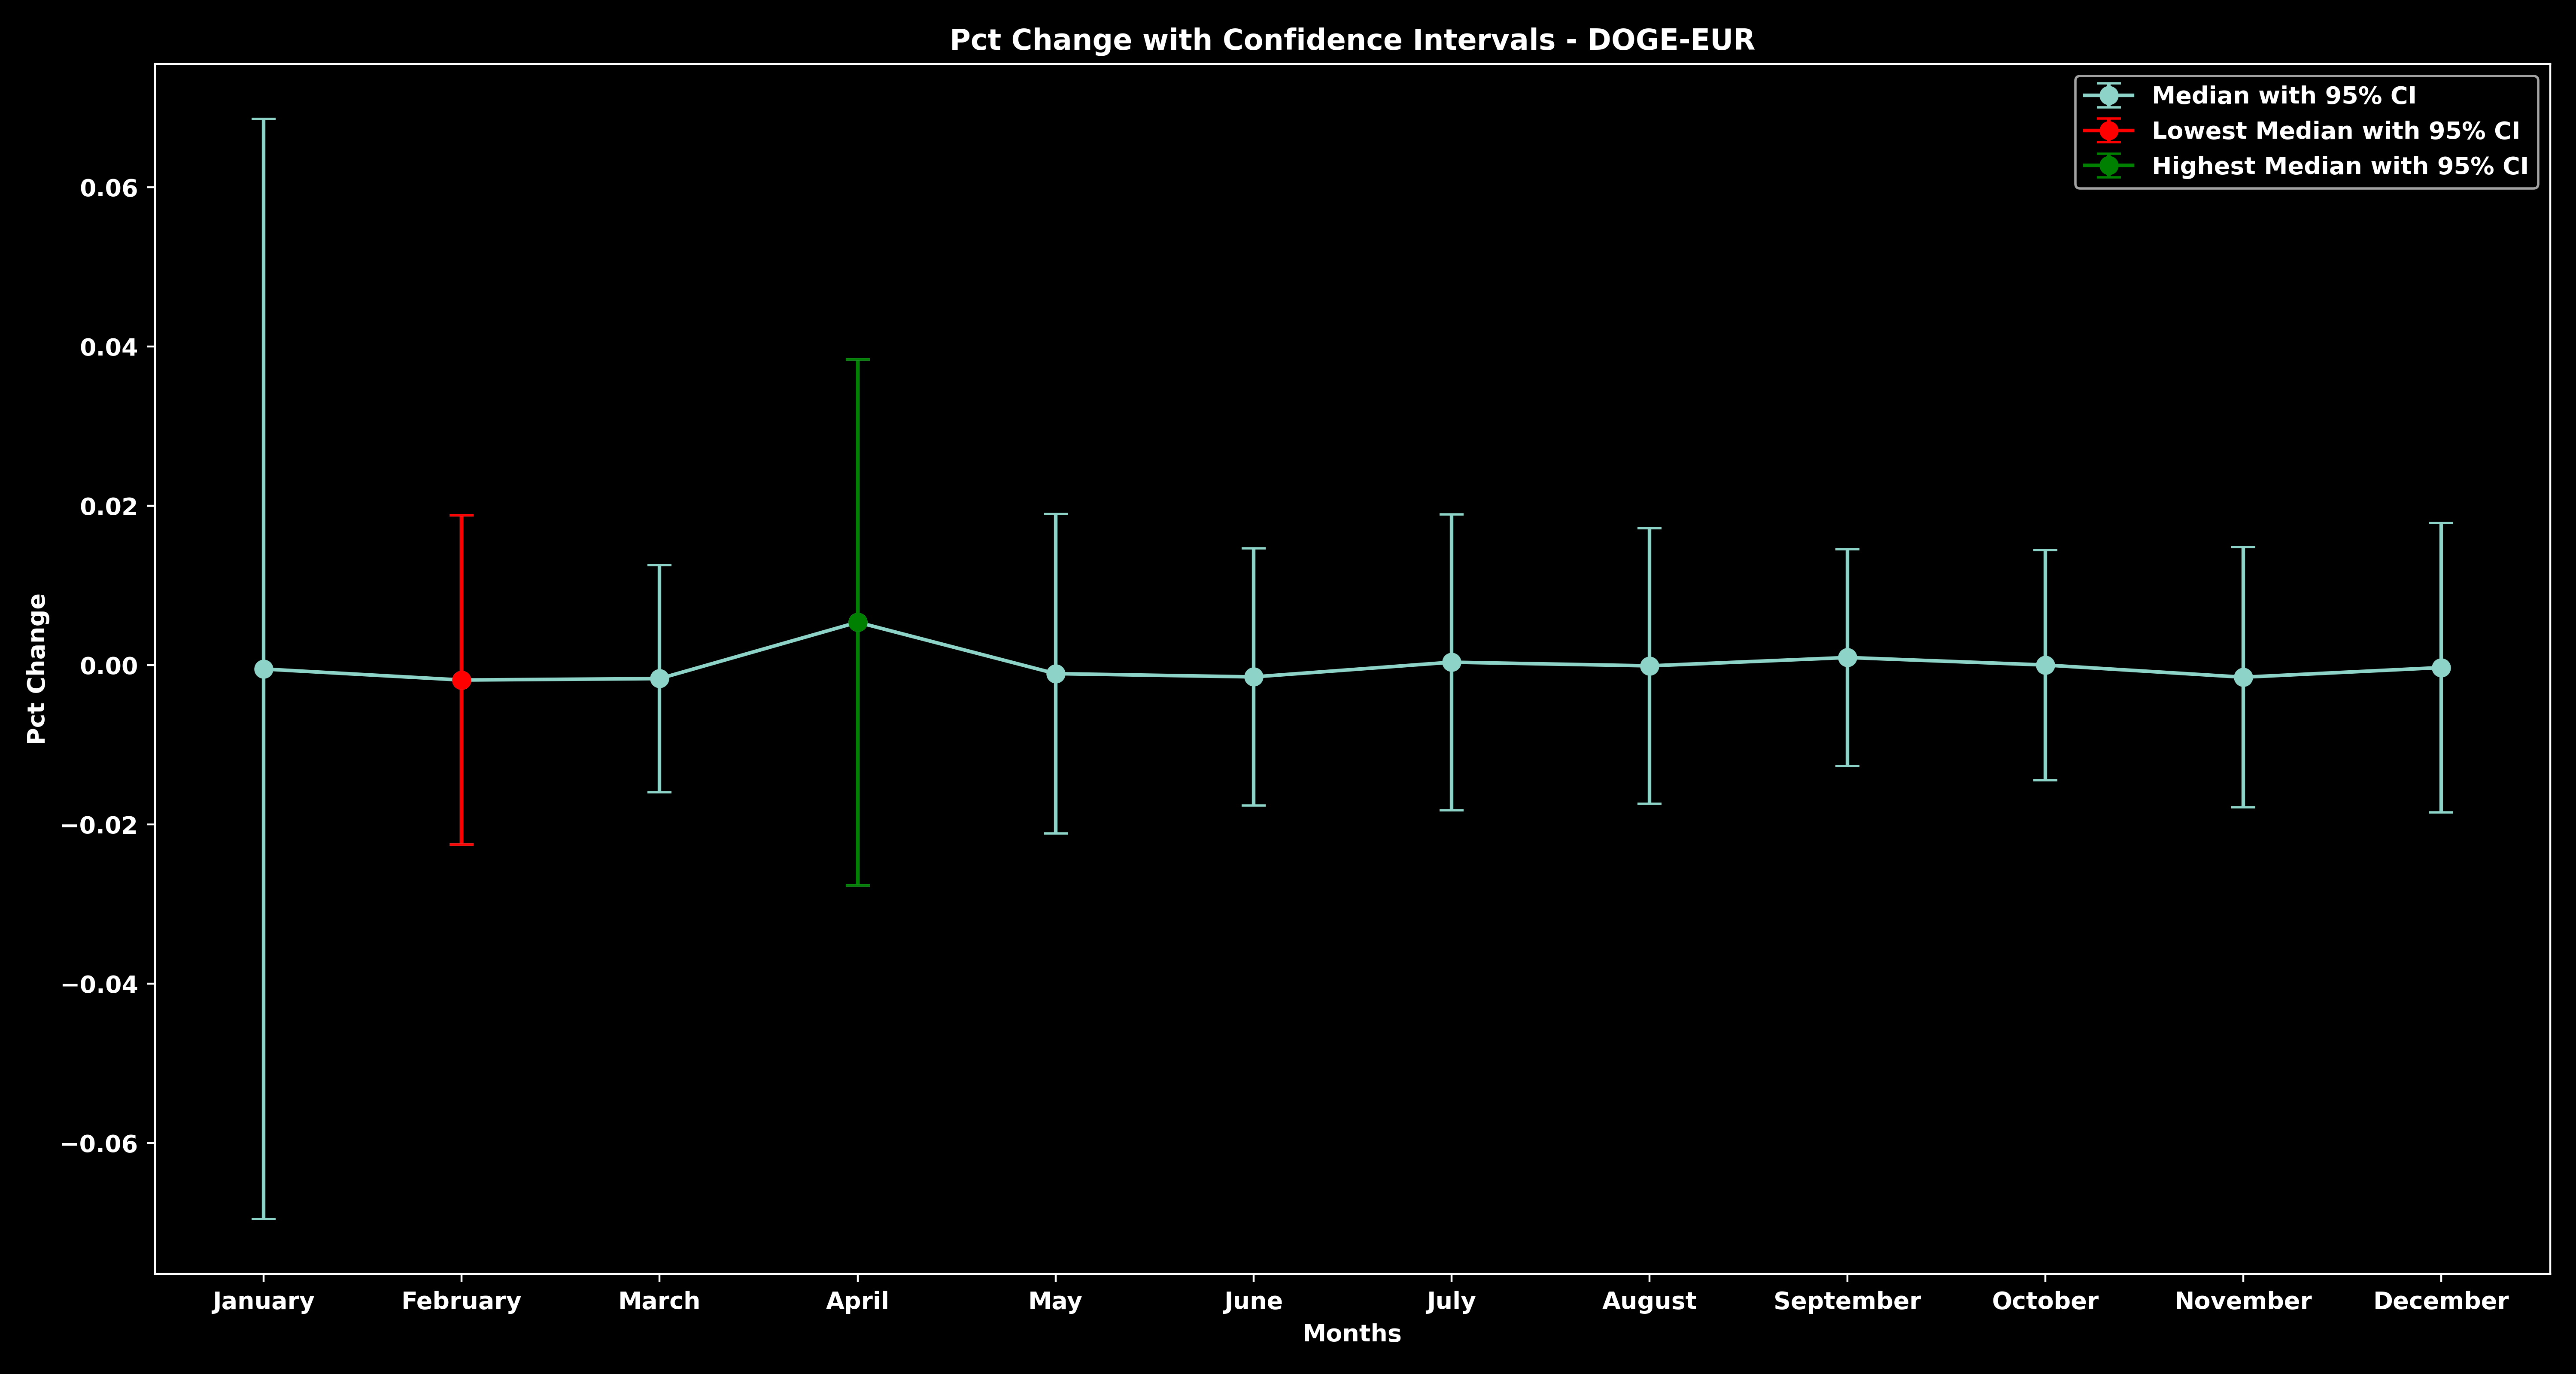 Pct Change with Confidence Intervals - DOGE-EUR
Median with 95% CI
Lowest Median with 95% CI
Highest Median with 95% CI
0.06
0.04
0.02
0.00
−0.02
−0.04
−0.06
Pct Change
January February March April May June July August September October November December
Months